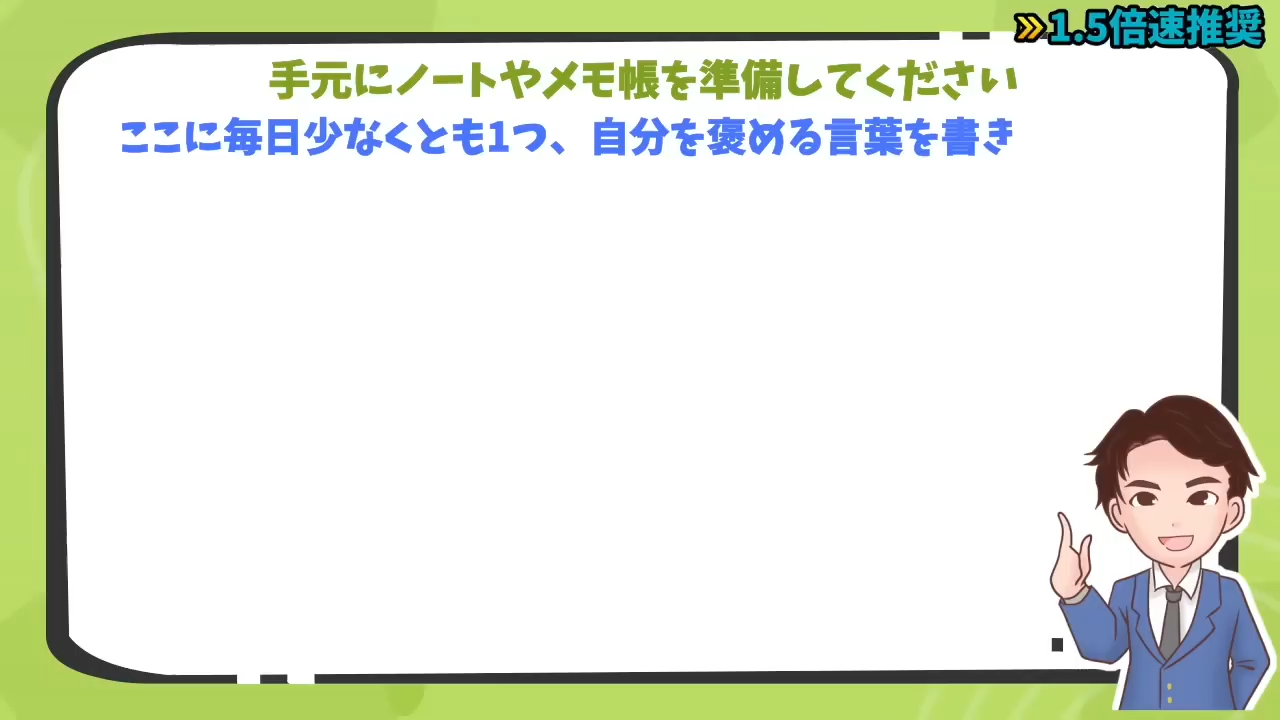 1.5倍速推奨
手元にノートやメモ帳を準備してください
ここに毎日少なくとも1つ、自分を褒める言葉を書き